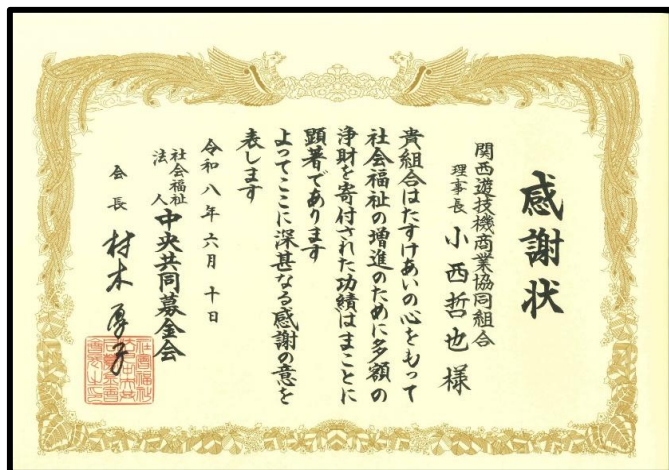 感謝状
関西遊技機商業協同組合
理事長 小西哲也様
貴組合はたすけあいの心をもって
社会福祉の増進のために多額の
浄財を寄付された功績はまことに
顕著であります
よってここに深甚なる感謝の意を
表します
令和八年六月十日
社会福祉法人 中央共同募金会
会長 村木厚子